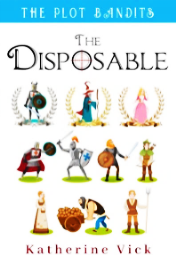 THE PLOT BANDITS
THE
DISPOSABLE
Katherine Vick